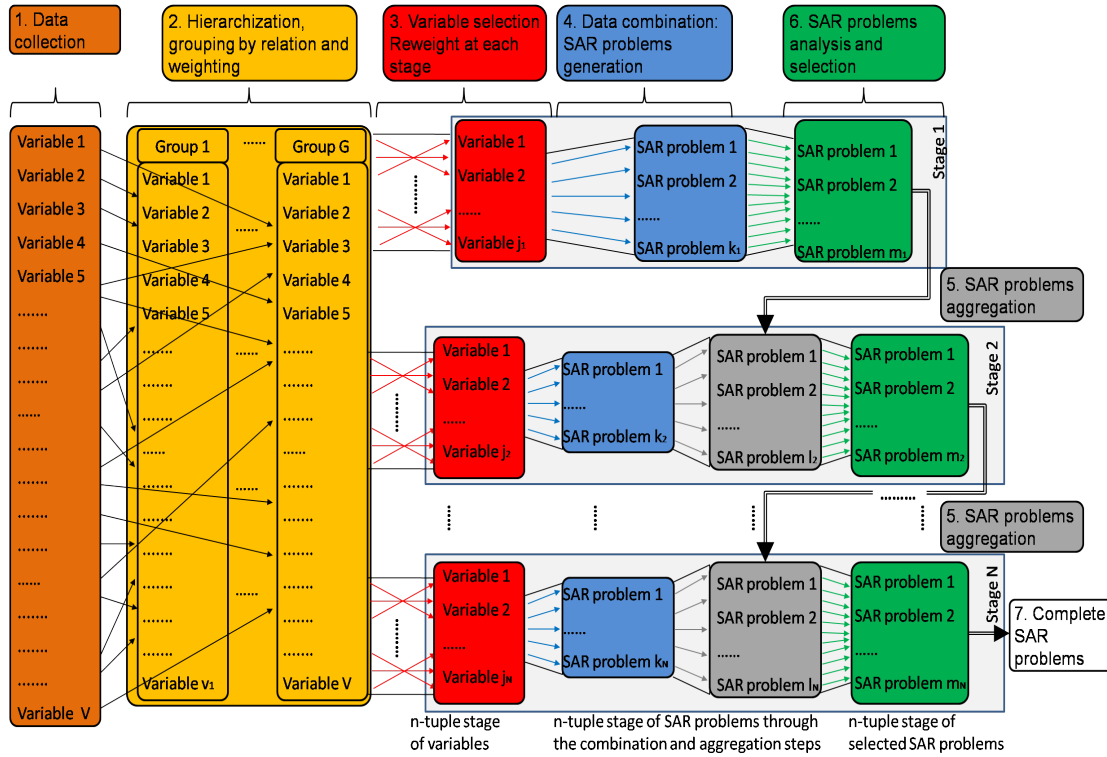 1. Data
collection
2. Hierarchization,
grouping by relation and
weighting
3. Variable selection
Reweight at each
stage
4. Data combination:
SAR problems
generation
6. SAR problems
analysis and
selection
Variable 1
Variable 2
Variable 3
Variable 4
Variable 5
.......
.......
.......
......
.......
.......
.......
.......
......
.......
.......
.......
Variable V
Group 1
......
Group G
Variable 1
Variable 2
......
Variable 3
Variable 4
Variable 5
.......
......
.......
.......
......
.......
......
.......
.......
.......
......
.......
.......
Variable v₁
Variable 1
Variable 2
Variable 3
Variable 4
Variable 5
.......
.......
.......
.......
.......
.......
.......
.......
.......
.......
Variable V
Variable 1
Variable 2
......
Variable j₁
SAR problem 1
SAR problem 2
......
SAR problem k₁
SAR problem 1
SAR problem 2
......
SAR problem m₁
Stage 1
5. SAR problems
aggregation
Variable 1
Variable 2
......
Variable j₂
SAR problem 1
......
SAR problem k₂
SAR problem 1
SAR problem 2
......
SAR problem l₂
SAR problem 1
SAR problem 2
......
SAR problem m₂
Stage 2
.........
5. SAR problems
aggregation
Variable 1
Variable 2
......
Variable jN
SAR problem 1
......
SAR problem kN
SAR problem 1
SAR problem 2
......
SAR problem lN
SAR problem 1
SAR problem 2
......
SAR problem mN
Stage N
7. Complete
SAR
problems
n-tuple stage
of variables
n-tuple stage of SAR problems through
the combination and aggregation steps
n-tuple stage of
selected SAR problems